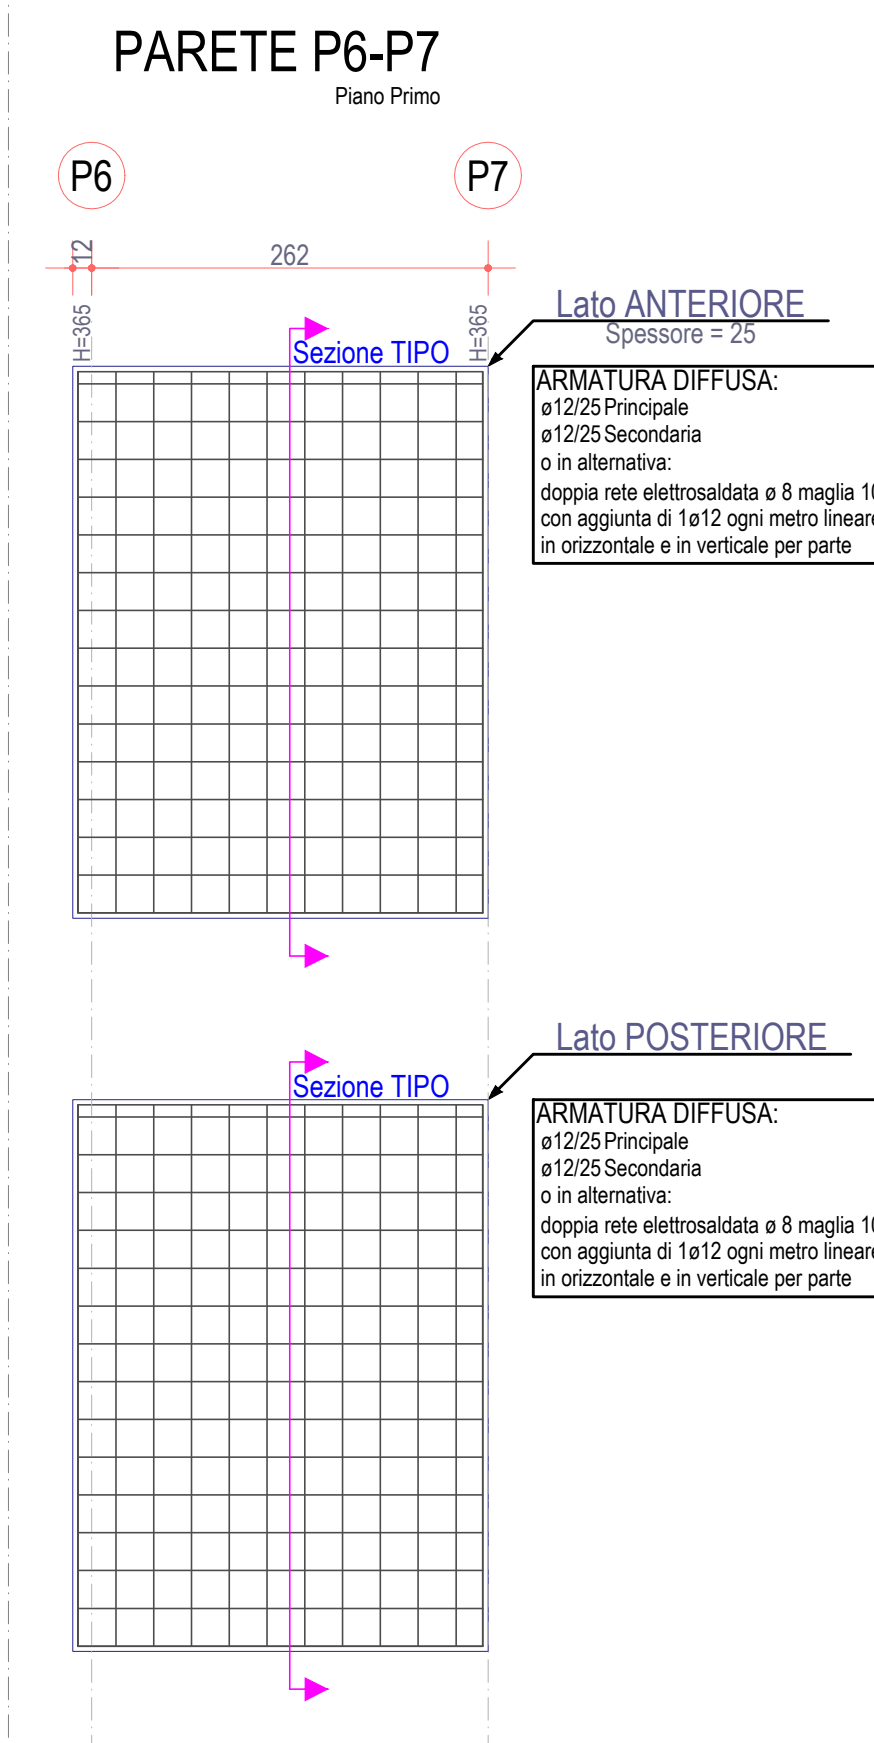 PARETE P6-P7
Piano Primo
P6
P7
12
262
H=365
H=365
Lato ANTERIORE
Spessore = 25
Sezione TIPO
ARMATURA DIFFUSA:
ø12/25 Principale
ø12/25 Secondaria
o in alternativa:
doppia rete elettrosaldata ø 8 maglia
con aggiunta di 1ø12 ogni metro lineare
in orizzontale e in verticale per parte
Lato POSTERIORE
Sezione TIPO
ARMATURA DIFFUSA:
ø12/25 Principale
ø12/25 Secondaria
o in alternativa:
doppia rete elettrosaldata ø 8 maglia
con aggiunta di 1ø12 ogni metro lineare
in orizzontale e in verticale per parte